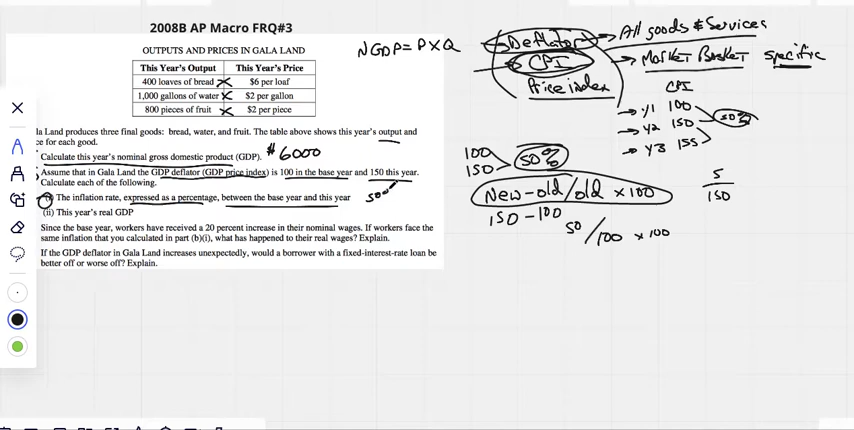 2008B AP Macro FRQ#3
OUTPUTS AND PRICES IN GALA LAND
This Year's Output This Year's Price
400 loaves of bread $6 per loaf
1,000 gallons of water $2 per gallon
800 pieces of fruit $2 per piece
la Land produces three final goods: bread, water, and fruit. The table above shows this year's output and
ce for each good.
Calculate this year's nominal gross domestic product (GDP). $6000
Assume that in Gala Land the GDP deflator (GDP price index) is 100 in the base year and 150 this year.
Calculate each of the following.
(i) The inflation rate, expressed as a percentage, between the base year and this year
50%
(ii) This year's real GDP
Since the base year, workers have received a 20 percent increase in their nominal wages. If workers face the
same inflation that you calculated in part (b)(i), what has happened to their real wages? Explain.
If the GDP deflator in Gala Land increases unexpectedly, would a borrower with a fixed-interest-rate loan be
better off or worse off? Explain.
NGDP = P x Q
Deflator → All goods & Services
CPI → Market Basket specific
Price index
CPI
→ Y1 100
→ Y2 150 50%
→ Y3 155
100
150 50%
New-old/old x100
150 - 100
50/100 x 100
5
150